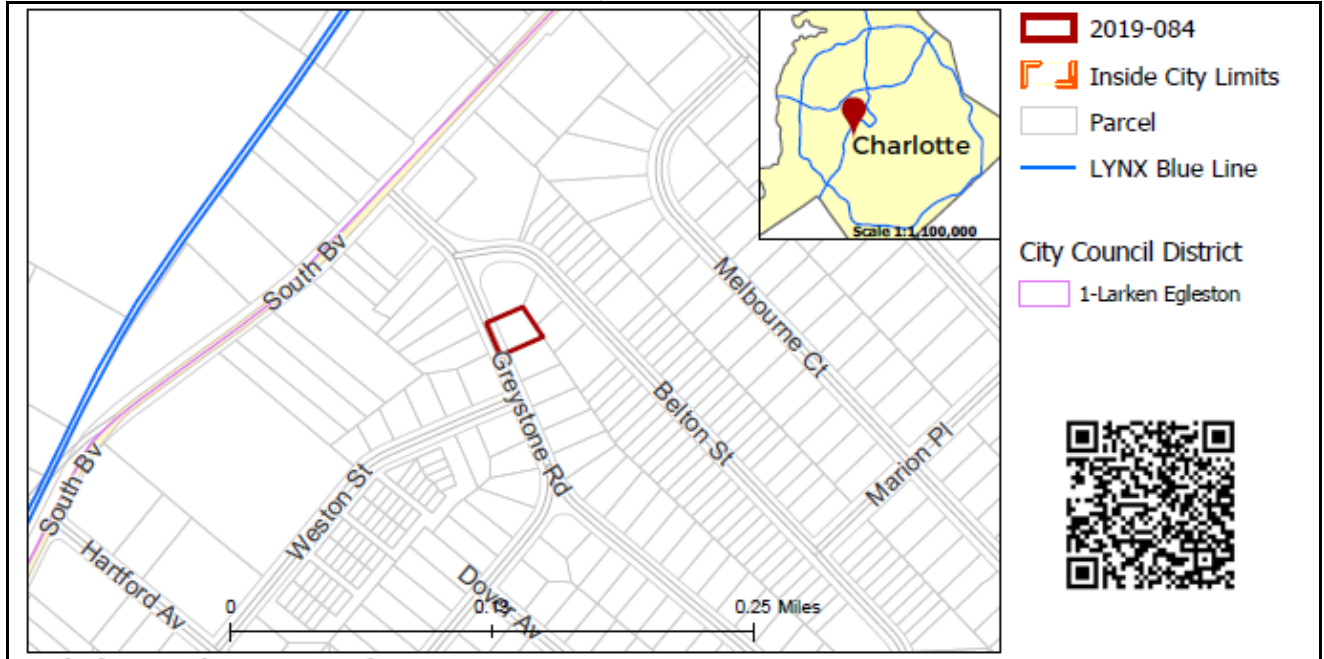 2019-084
Inside City Limits
Parcel
LYNX Blue Line
City Council District
1-Larken Egleston
Charlotte
Scale 1:1,100,000
South Bv
Melbourne Ct
Greystone Rd
Belton St
Marion Pl
South Bv
Weston St
Hartford Av
Dover Av
0
0.25 Miles